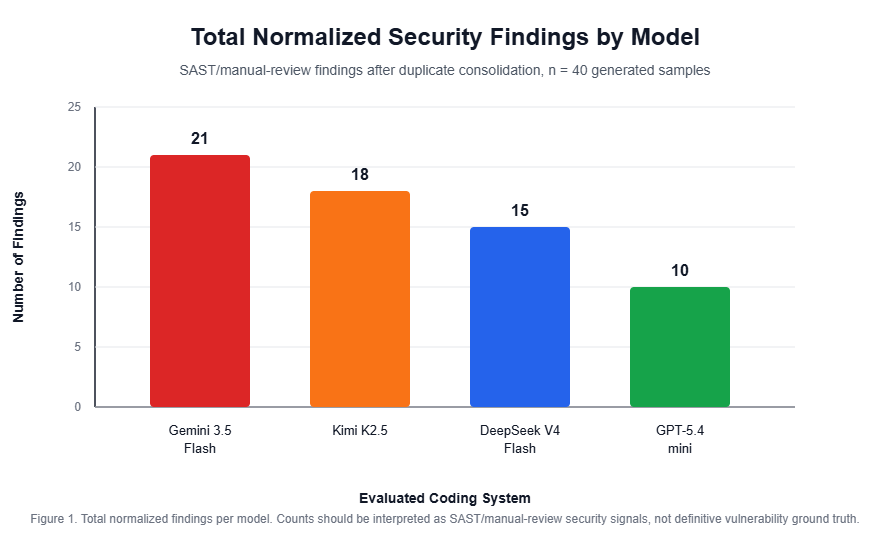 Total Normalized Security Findings by Model
SAST/manual-review findings after duplicate consolidation, n = 40 generated samples
25
20
15
10
5
0
Number of Findings
21
18
15
10
Gemini 3.5
Flash
Kimi K2.5
DeepSeek V4
Flash
GPT-5.4
mini
Evaluated Coding System
Figure 1. Total normalized findings per model. Counts should be interpreted as SAST/manual-review security signals, not definitive vulnerability ground truth.